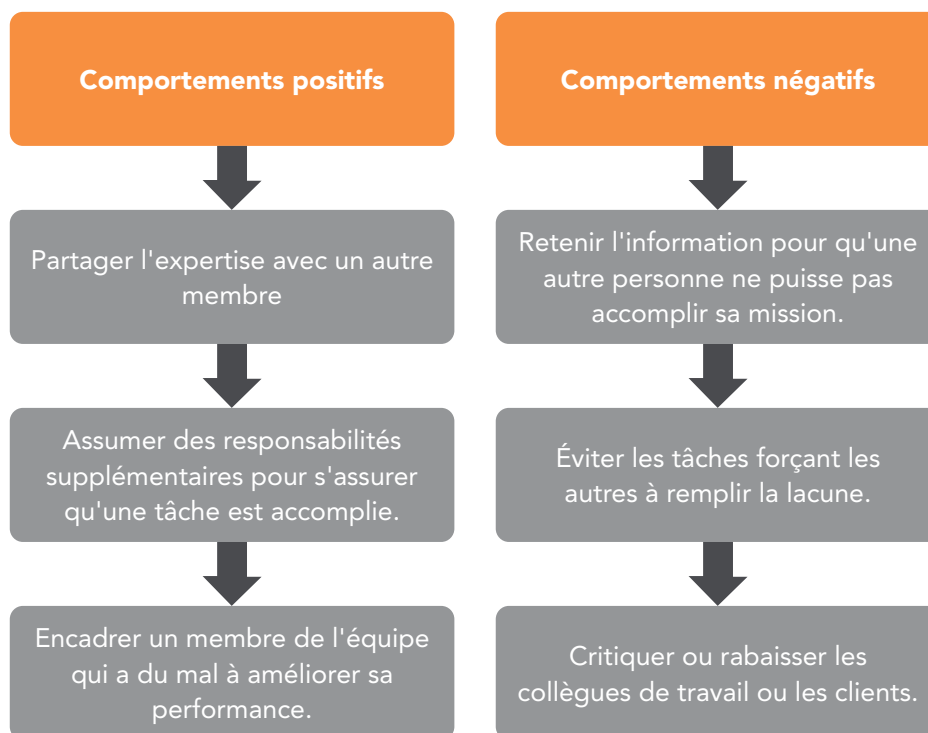 Comportements positifs
Partager l'expertise avec un autre
membre
Assumer des responsabilités
supplémentaires pour s'assurer
qu'une tâche est accomplie.
Encadrer un membre de l'équipe
qui a du mal à améliorer sa
performance.
Comportements négatifs
Retenir l'information pour qu'une
autre personne ne puisse pas
accomplir sa mission.
Éviter les tâches forçant les
autres à remplir la lacune.
Critiquer ou rabaisser les
collègues de travail ou les clients.